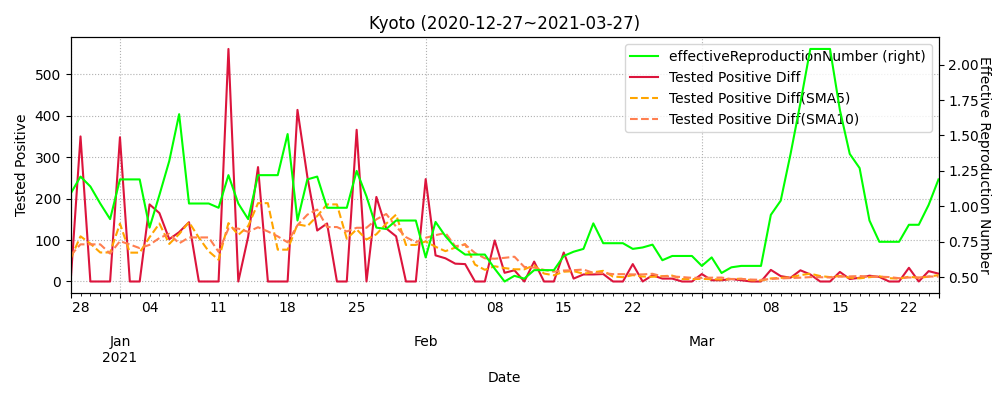 Kyoto (2020-12-27~2021-03-27)
effectiveReproductionNumber (right)
Tested Positive Diff
Tested Positive Diff(SMA5)
Tested Positive Diff(SMA10)
Tested Positive
500
400
300
200
100
0
2.00
1.75
1.50
1.25
1.00
0.75
0.50
Effective Reproduction Number
28 04 11 18 25 08 15 22 08 15 22
Jan Feb Mar
2021
Date